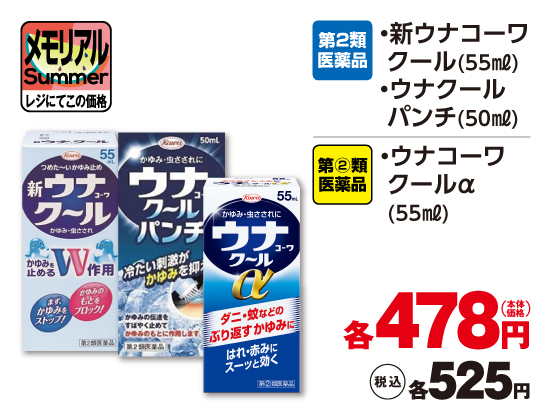 メモリアル
Summer
レジにてこの価格
第2類
医薬品
・新ウナコーワ
クール(55㎖)
・ウナクール
パンチ(50㎖)
第②類
医薬品
・ウナコーワ
クールα
(55㎖)
各478円(本体価格)
税込 各525円
55mL
つめた〜いかゆみ止め
Kowa
新ウナコーワ
クール
かゆみ・虫さされ
かゆみを
止める W作用
まず、
かゆみを
ストップ!
かゆみの
もとを
ブロック!
第2類医薬品
Kowa
50mL
かゆみ・虫さされに
ウナコーワ
クール
パンチ
冷たい刺激が
かゆみを抑え
かゆみの伝達を
すばやく止めて
かゆみのもとに作用します
第2類医薬品
Kowa
55mL
かゆみ・虫さされに
ウナコーワ
クール
α
ダニ・蚊などの
ぶり返すかゆみに
はれ・赤みに
スーッと効く
第②類医薬品